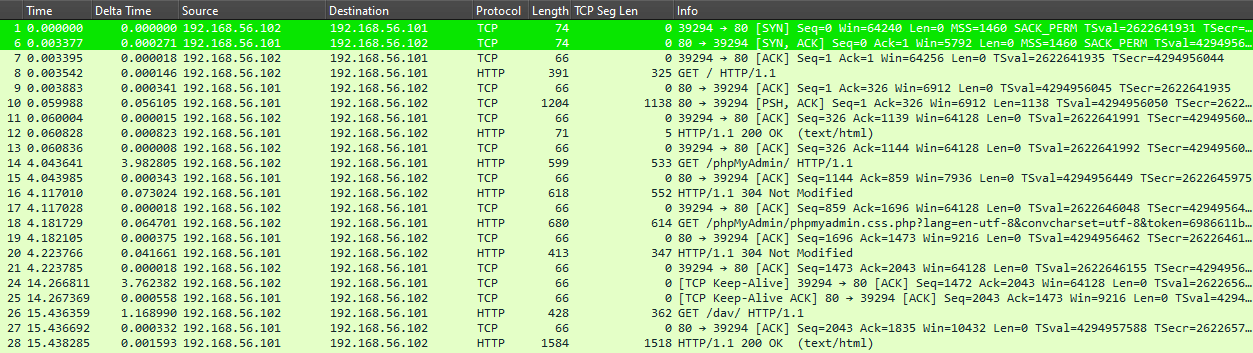 Time Delta Time Source Destination Protocol Length TCP Seg Len Info
1 0.000000 0.000000 192.168.56.102 192.168.56.101 TCP 74 0 39294 → 80 [SYN] Seq=0 Win=64240 Len=0 MSS=1460 SACK_PERM TSval=2622641931 TSecr=…
6 0.003377 0.000271 192.168.56.101 192.168.56.102 TCP 74 0 80 → 39294 [SYN, ACK] Seq=0 Ack=1 Win=5792 Len=0 MSS=1460 SACK_PERM TSval=4294956…
7 0.003395 0.000018 192.168.56.102 192.168.56.101 TCP 66 0 39294 → 80 [ACK] Seq=1 Ack=1 Win=64256 Len=0 TSval=2622641935 TSecr=4294956044
8 0.003542 0.000146 192.168.56.102 192.168.56.101 HTTP 391 325 GET / HTTP/1.1
9 0.003883 0.000341 192.168.56.101 192.168.56.102 TCP 66 0 80 → 39294 [ACK] Seq=1 Ack=326 Win=6912 Len=0 TSval=4294956045 TSecr=2622641935
10 0.059988 0.056105 192.168.56.101 192.168.56.102 TCP 1204 1138 80 → 39294 [PSH, ACK] Seq=1 Ack=326 Win=6912 Len=1138 TSval=4294956050 TSecr=2622…
11 0.060004 0.000015 192.168.56.102 192.168.56.101 TCP 66 0 39294 → 80 [ACK] Seq=326 Ack=1139 Win=64128 Len=0 TSval=2622641991 TSecr=42949560…
12 0.060828 0.000823 192.168.56.101 192.168.56.102 HTTP 71 5 HTTP/1.1 200 OK (text/html)
13 0.060836 0.000008 192.168.56.102 192.168.56.101 TCP 66 0 39294 → 80 [ACK] Seq=326 Ack=1144 Win=64128 Len=0 TSval=2622641992 TSecr=42949560…
14 4.043641 3.982805 192.168.56.102 192.168.56.101 HTTP 599 533 GET /phpMyAdmin/ HTTP/1.1
15 4.043985 0.000343 192.168.56.101 192.168.56.102 TCP 66 0 80 → 39294 [ACK] Seq=1144 Ack=859 Win=7936 Len=0 TSval=4294956449 TSecr=2622645975
16 4.117010 0.073024 192.168.56.101 192.168.56.102 HTTP 618 552 HTTP/1.1 304 Not Modified
17 4.117028 0.000018 192.168.56.102 192.168.56.101 TCP 66 0 39294 → 80 [ACK] Seq=859 Ack=1696 Win=64128 Len=0 TSval=2622646048 TSecr=42949564…
18 4.181729 0.064701 192.168.56.102 192.168.56.101 HTTP 680 614 GET /phpMyAdmin/phpmyadmin.css.php?lang=en-utf-8&convcharset=utf-8&token=6986611b…
19 4.182105 0.000375 192.168.56.101 192.168.56.102 TCP 66 0 80 → 39294 [ACK] Seq=1696 Ack=1473 Win=9216 Len=0 TSval=4294956462 TSecr=26226461…
20 4.223766 0.041661 192.168.56.101 192.168.56.102 HTTP 413 347 HTTP/1.1 304 Not Modified
21 4.223785 0.000018 192.168.56.102 192.168.56.101 TCP 66 0 39294 → 80 [ACK] Seq=1473 Ack=2043 Win=64128 Len=0 TSval=2622646155 TSecr=4294956…
24 14.266811 3.762382 192.168.56.102 192.168.56.101 TCP 66 0 [TCP Keep-Alive] 39294 → 80 [ACK] Seq=1472 Ack=2043 Win=64128 Len=0 TSval=2622656…
25 14.267369 0.000558 192.168.56.101 192.168.56.102 TCP 66 0 [TCP Keep-Alive ACK] 80 → 39294 [ACK] Seq=2043 Ack=1473 Win=9216 Len=0 TSval=4294…
26 15.436359 1.168990 192.168.56.102 192.168.56.101 HTTP 428 362 GET /dav/ HTTP/1.1
27 15.436692 0.000332 192.168.56.101 192.168.56.102 TCP 66 0 80 → 39294 [ACK] Seq=2043 Ack=1835 Win=10432 Len=0 TSval=4294957588 TSecr=2622657…
28 15.438285 0.001593 192.168.56.101 192.168.56.102 HTTP 1584 1518 HTTP/1.1 200 OK (text/html)